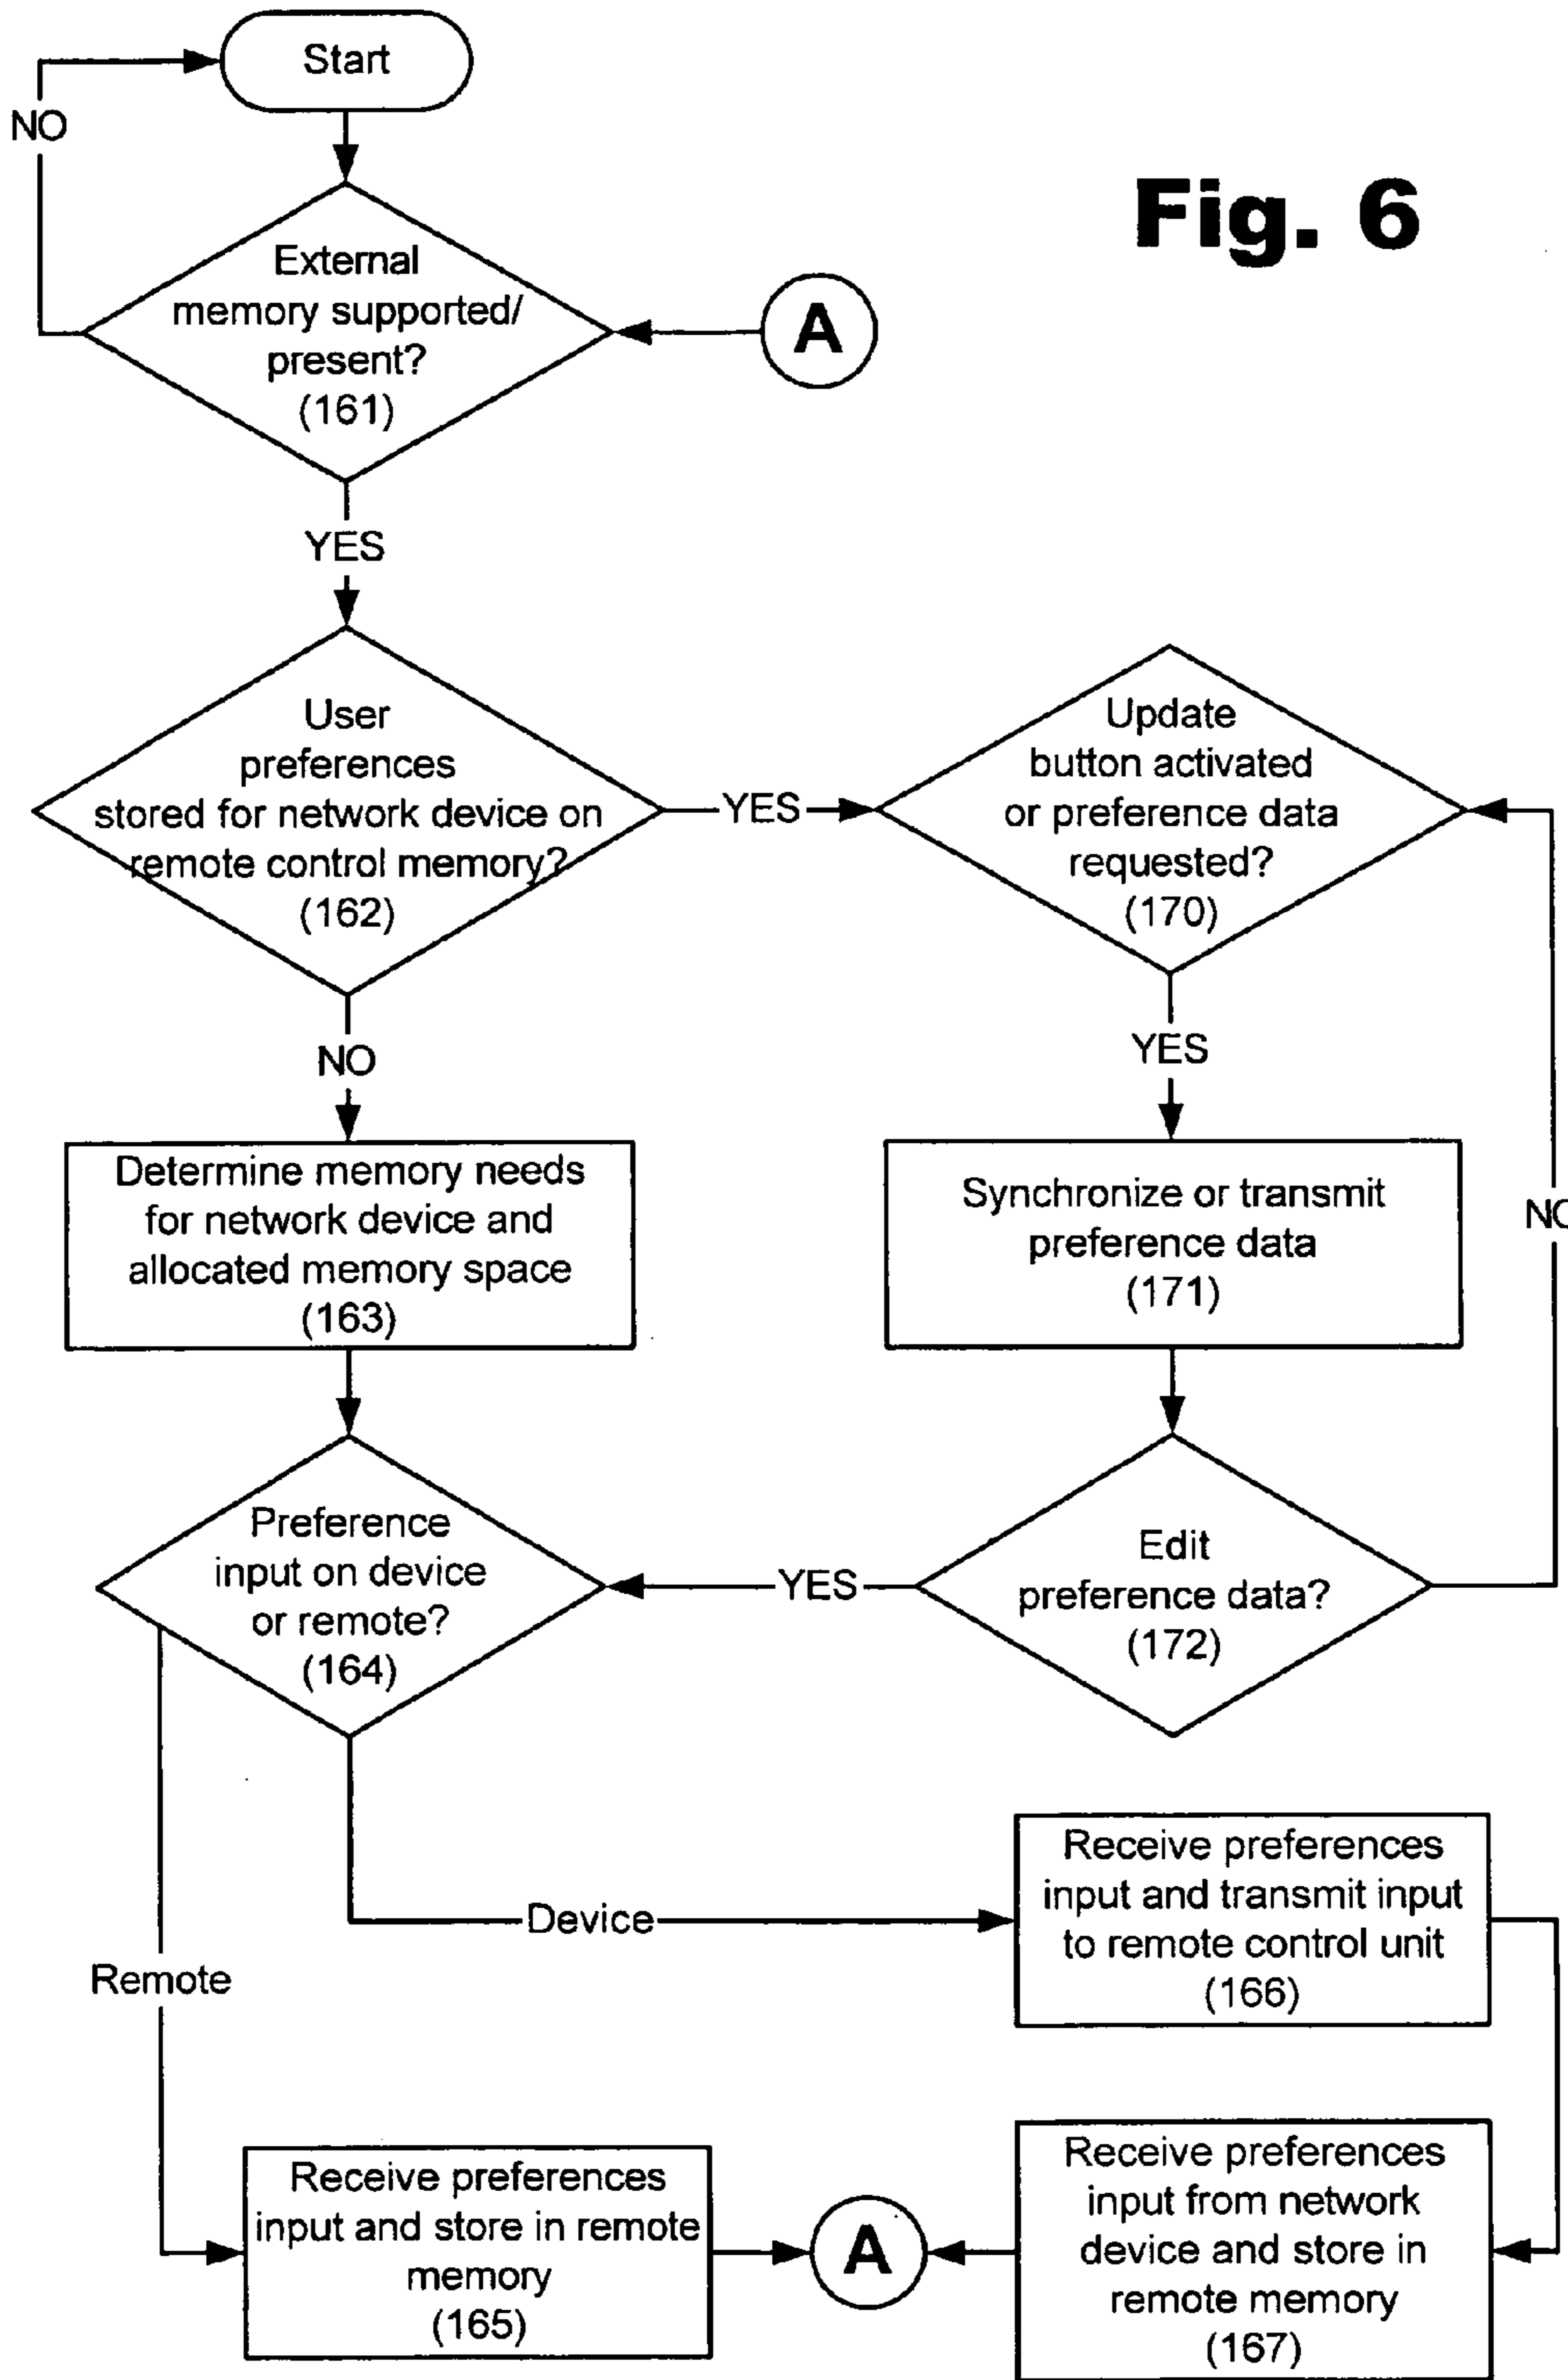 Start
NO
Fig. 6
External
memory supported/
present?
(161)
A
YES
User
preferences
stored for network device on
remote control memory?
(162)
YES
Update
button activated
or preference data
requested?
(170)
NO
YES
Determine memory needs
for network device and
allocated memory space
(163)
Synchronize or transmit
preference data
(171)
NO
Preference
input on device
or remote?
(164)
YES
Edit
preference data?
(172)
Device
Receive preferences
input and transmit input
to remote control unit
(166)
Remote
Receive preferences
input and store in remote
memory
(165)
A
Receive preferences
input from network
device and store in
remote memory
(167)